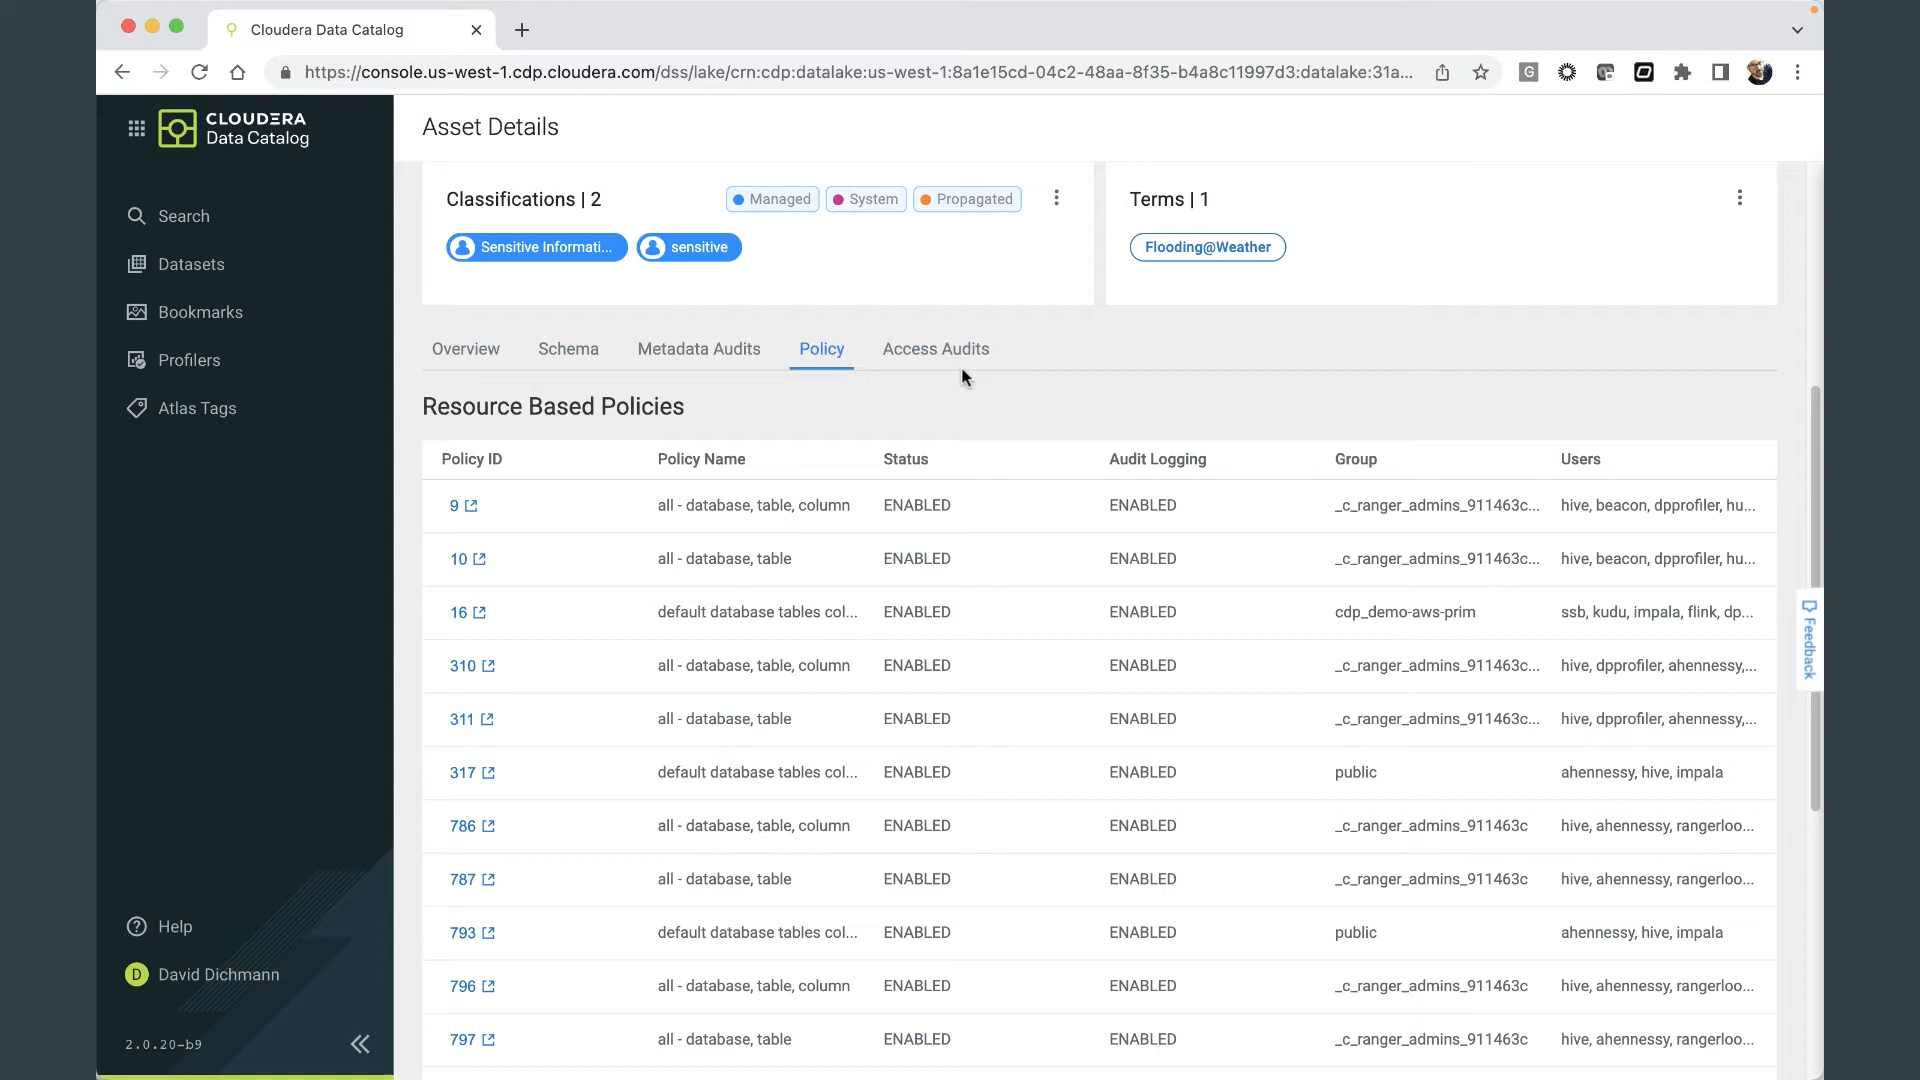 Cloudera Data Catalog
https://console.us-west-1.cdp.cloudera.com/dss/lake/crn:cdp:datalake:us-west-1:8a1e15cd-04c2-48aa-8f35-b4a8c11997d3:datalake:31a...
CLOUDERA
Data Catalog
Search
Datasets
Bookmarks
Profilers
Atlas Tags
Help
D David Dichmann
2.0.20-b9
Asset Details
Classifications | 2
Managed System Propagated
Sensitive Informati... sensitive
Terms | 1
Flooding@Weather
Overview Schema Metadata Audits Policy Access Audits
Resource Based Policies
Policy ID Policy Name Status Audit Logging Group Users
9 all - database, table, column ENABLED ENABLED _c_ranger_admins_911463c... hive, beacon, dpprofiler, hu...
10 all - database, table ENABLED ENABLED _c_ranger_admins_911463c... hive, beacon, dpprofiler, hu...
16 default database tables col... ENABLED ENABLED cdp_demo-aws-prim ssb, kudu, impala, flink, dp...
310 all - database, table, column ENABLED ENABLED _c_ranger_admins_911463c... hive, dpprofiler, ahennessy,...
311 all - database, table ENABLED ENABLED _c_ranger_admins_911463c... hive, dpprofiler, ahennessy,...
317 default database tables col... ENABLED ENABLED public ahennessy, hive, impala
786 all - database, table, column ENABLED ENABLED _c_ranger_admins_911463c hive, ahennessy, rangerloo...
787 all - database, table ENABLED ENABLED _c_ranger_admins_911463c hive, ahennessy, rangerloo...
793 default database tables col... ENABLED ENABLED public ahennessy, hive, impala
796 all - database, table, column ENABLED ENABLED _c_ranger_admins_911463c hive, ahennessy, rangerloo...
797 all - database, table ENABLED ENABLED _c_ranger_admins_911463c hive, ahennessy, rangerloo...
Feedback